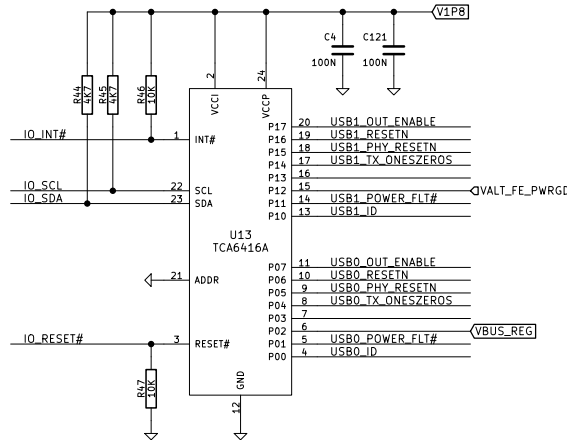 V1P8
C4
C121
100N
100N
R44
4K7
R45
4K7
R46
10K
2
VCCI
24
VCCP
IO_INT#
1
INT#
IO_SCL
22
SCL
IO_SDA
23
SDA
P17
20
USB1_OUT_ENABLE
P16
19
USB1_RESETN
P15
18
USB1_PHY_RESETN
P14
17
USB1_TX_ONESZEROS
P13
16
P12
15
VALT_FE_PWRGD
P11
14
USB1_POWER_FLT#
P10
13
USB1_ID
U13
TCA6416A
21
ADDR
P07
11
USB0_OUT_ENABLE
P06
10
USB0_RESETN
P05
9
USB0_PHY_RESETN
P04
8
USB0_TX_ONESZEROS
P03
7
P02
6
VBUS_REG
P01
5
USB0_POWER_FLT#
P00
4
USB0_ID
IO_RESET#
3
RESET#
R47
10K
GND
12